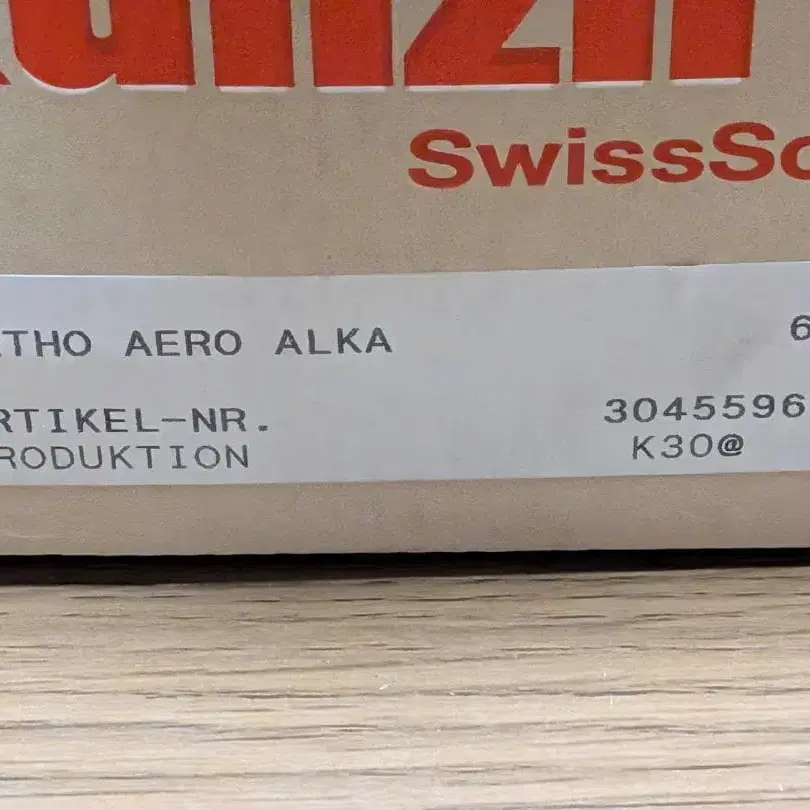 SwissSo
THO AERO ALKA 6
RTIKEL-NR. 3045596
RODUKTION K30@